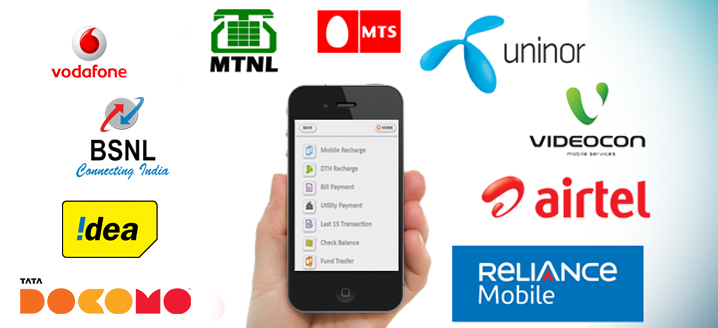 vodafone
MTNL
MTS
uninor
BSNL
Connecting India
VIDEOCON
mobile services
!dea
airtel
TATA
DOCOMO
RELIANCE
Mobile
BACK
HOME
Mobile Recharge
DTH Recharge
Bill Payment
Utility Payment
Last 15 Transaction
Check Balance
Fund Trasfer